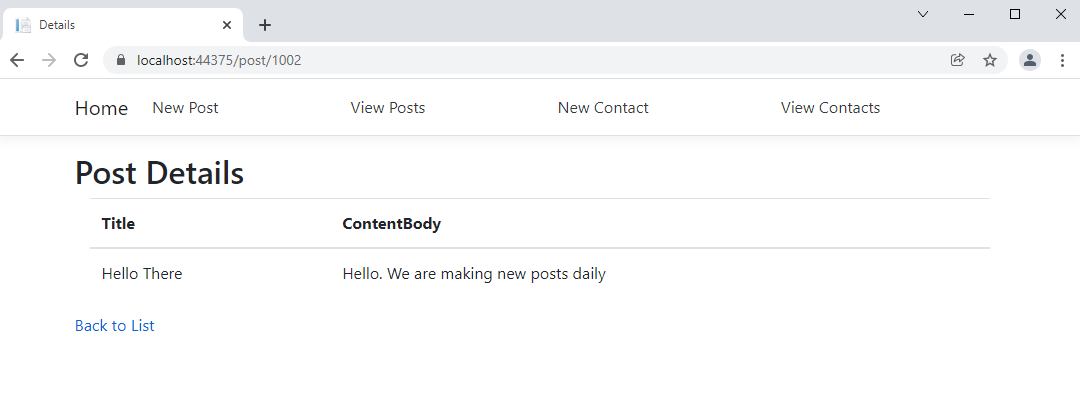 Details
localhost:44375/post/1002
Home New Post View Posts New Contact View Contacts
Post Details
Title ContentBody
Hello There Hello. We are making new posts daily
Back to List